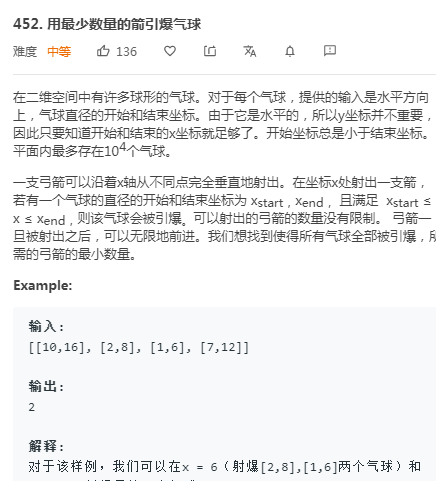 452. 用最少数量的箭引爆气球
难度 中等 136
在二维空间中有许多球形的气球。对于每个气球，提供的输入是水平方向
上，气球直径的开始和结束坐标。由于它是水平的，所以y坐标并不重要，
因此只要知道开始和结束的x坐标就足够了。开始坐标总是小于结束坐标。
平面内最多存在10⁴个气球。
一支弓箭可以沿着x轴从不同点完全垂直地射出。在坐标x处射出一支箭，
若有一个气球的直径的开始和结束坐标为 xstart，xend， 且满足 xstart ≤
x ≤ xend，则该气球会被引爆。可以射出的弓箭的数量没有限制。 弓箭一
旦被射出之后，可以无限地前进。我们想找到使得所有气球全部被引爆，所
需的弓箭的最小数量。
Example:
输入:
[[10,16], [2,8], [1,6], [7,12]]
输出:
2
解释:
对于该样例，我们可以在x = 6（射爆[2,8],[1,6]两个气球）和